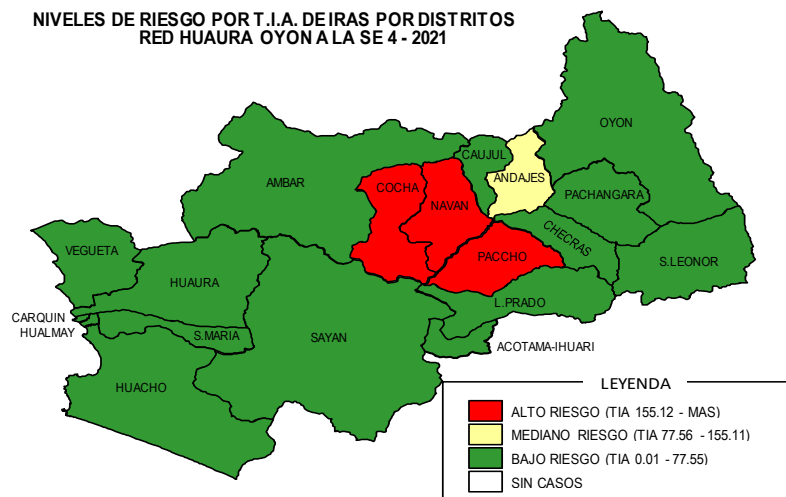 NIVELES DE RIESGO POR T.I.A. DE IRAS POR DISTRITOS
RED HUAURA OYON A LA SE 4 - 2021
OYON
CAUJUL
AMBAR
COCHA
ANDAJES
PACHANGARA
NAVAN
CHECRAS
VEGUETA
PACCHO
S.LEONOR
HUAURA
L.PRADO
CARQUIN
HUALMAY
S.MARIA
SAYAN
ACOTAMA-IHUARI
HUACHO
LEYENDA
ALTO RIESGO (TIA 155.12 - MAS)
MEDIANO RIESGO (TIA 77.56 - 155.11)
BAJO RIESGO (TIA 0.01 - 77.55)
SIN CASOS